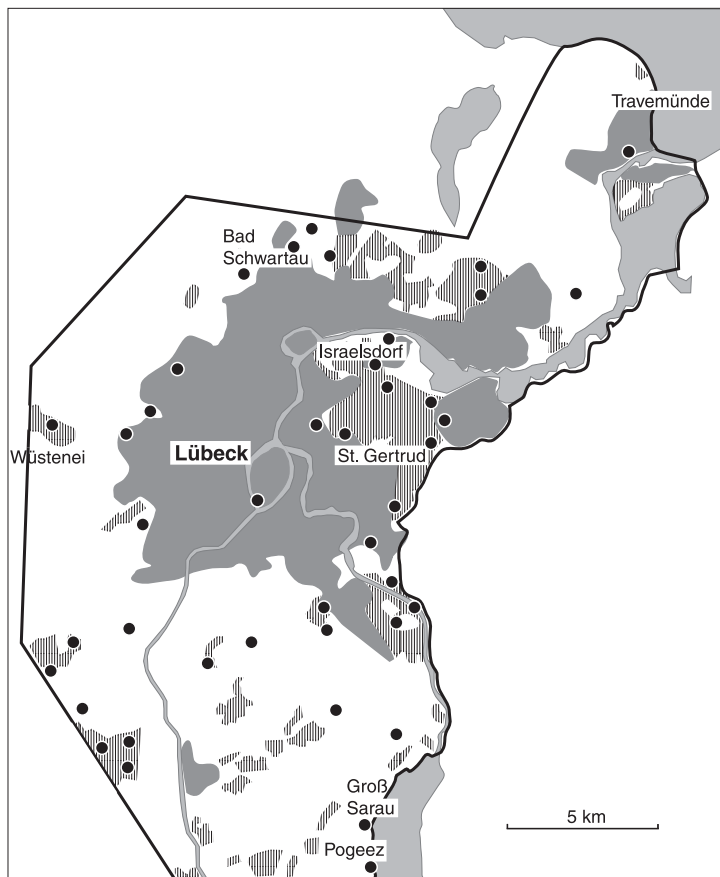 Travemünde
Bad
Schwartau
Israelsdorf
Lübeck
St. Gertrud
Wüstenei
Groß
Sarau
5 km
Pogeez